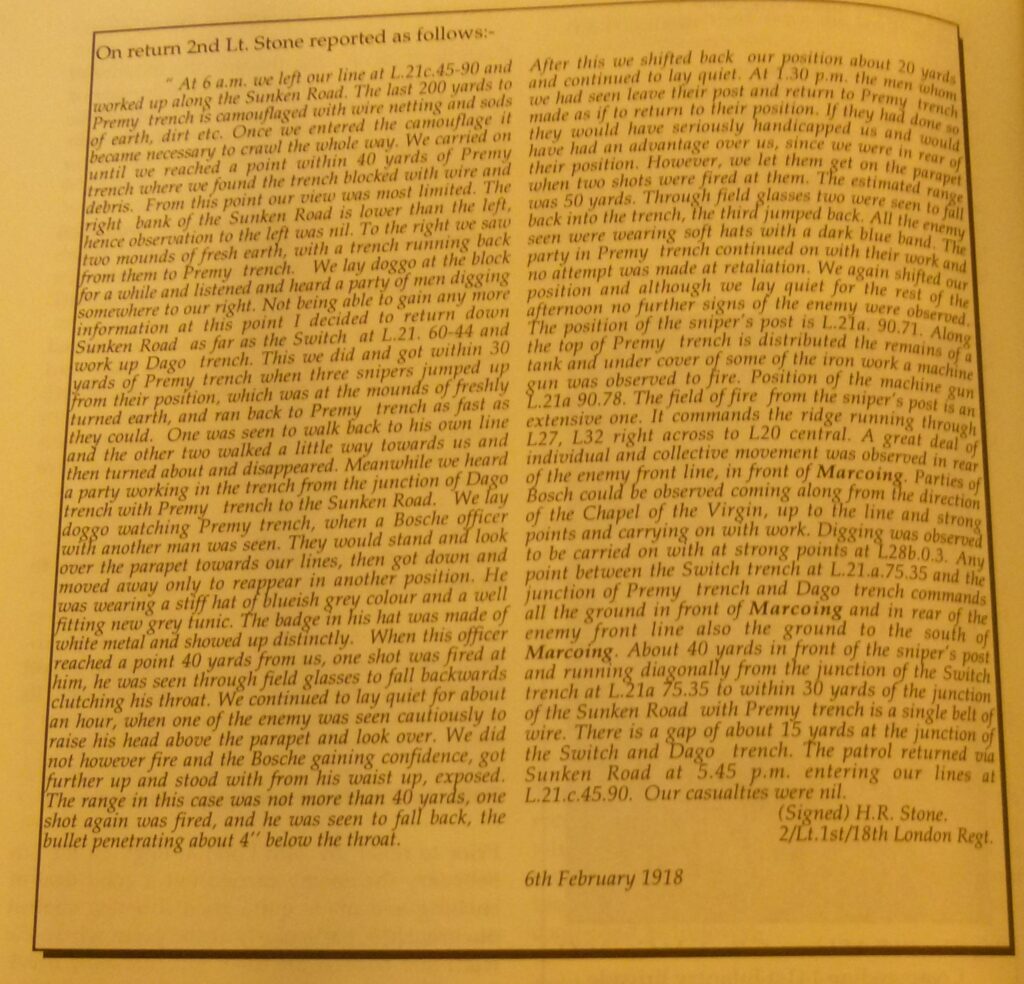 On return 2nd Lt. Stone reported as follows:-
" At 6 a.m. we left our line at L.21c.45-90 and
worked up along the Sunken Road. The last 200 yards to
Premy trench is camouflaged with wire netting and sods
of earth, dirt etc. Once we entered the camouflage it
became necessary to crawl the whole way. We carried on
until we reached a point within 40 yards of Premy
trench where we found the trench blocked with wire and
debris. From this point our view was most limited. The
right bank of the Sunken Road is lower than the left,
hence observation to the left was nil. To the right we saw
two mounds of fresh earth, with a trench running back
from them to Premy trench. We lay doggo at the block
for a while and listened and heard a party of men digging
somewhere to our right. Not being able to gain any more
information at this point I decided to return down
Sunken Road as far as the Switch at L.21. 60-44 and
work up Dago trench. This we did and got within 30
yards of Premy trench when three snipers jumped up
from their position, which was at the mounds of freshly
turned earth, and ran back to Premy trench as fast as
they could. One was seen to walk back to his own line
and the other two walked a little way towards us and
then turned about and disappeared. Meanwhile we heard
a party working in the trench from the junction of Dago
trench with Premy trench to the Sunken Road. We lay
doggo watching Premy trench, when a Bosche officer
with another man was seen. They would stand and look
over the parapet towards our lines, then got down and
moved away only to reappear in another position. He
was wearing a stiff hat of blueish grey colour and a well
fitting new grey tunic. The badge in his hat was made of
white metal and showed up distinctly. When this officer
reached a point 40 yards from us, one shot was fired at
him, he was seen through field glasses to fall backwards
clutching his throat. We continued to lay quiet for about
an hour, when one of the enemy was seen cautiously to
raise his head above the parapet and look over. We did
not however fire and the Bosche gaining confidence, got
further up and stood with from his waist up, exposed.
The range in this case was not more than 40 yards, one
shot again was fired, and he was seen to fall back, the
bullet penetrating about 4" below the throat.
After this we shifted back our position about 20 yards
and continued to lay quiet. At 1.30 p.m. the men whom
we had seen leave their post and return to Premy trench
made as if to return to their position. If they had done so
they would have seriously handicapped us and would
have had an advantage over us, since we were in rear of
their position. However, we let them get on the parapet
when two shots were fired at them. The estimated range
was 50 yards. Through field glasses two were seen to fall
back into the trench, the third jumped back. All the enemy
seen were wearing soft hats with a dark blue band. The
party in Premy trench continued on with their work and
no attempt was made at retaliation. We again shifted our
position and although we lay quiet for the rest of the
afternoon no further signs of the enemy were observed.
The position of the sniper's post is L.21a. 90.71. Along
the top of Premy trench is distributed the remains of a
tank and under cover of some of the iron work a machine
gun was observed to fire. Position of the machine gun
L.21a 90.78. The field of fire from the sniper's post is an
extensive one. It commands the ridge running through
L27, L32 right across to L20 central. A great deal of
individual and collective movement was observed in rear
of the enemy front line, in front of Marcoing. Parties of
Bosch could be observed coming along from the direction
of the Chapel of the Virgin, up to the line and strong
points and carrying on with work. Digging was observed
to be carried on with at strong points at L28b.0.3. Any
point between the Switch trench at L.21.a.75.35 and the
junction of Premy trench and Dago trench commands
all the ground in front of Marcoing and in rear of the
enemy front line also the ground to the south of
Marcoing. About 40 yards in front of the sniper's post
and running diagonally from the junction of the Switch
trench at L.21a 75.35 to within 30 yards of the junction
of the Sunken Road with Premy trench is a single belt of
wire. There is a gap of about 15 yards at the junction of
the Switch and Dago trench. The patrol returned via
Sunken Road at 5.45 p.m. entering our lines at
L.21.c.45.90. Our casualties were nil.
(Signed) H.R. Stone.
2/Lt.1st/18th London Regt.
6th February 1918